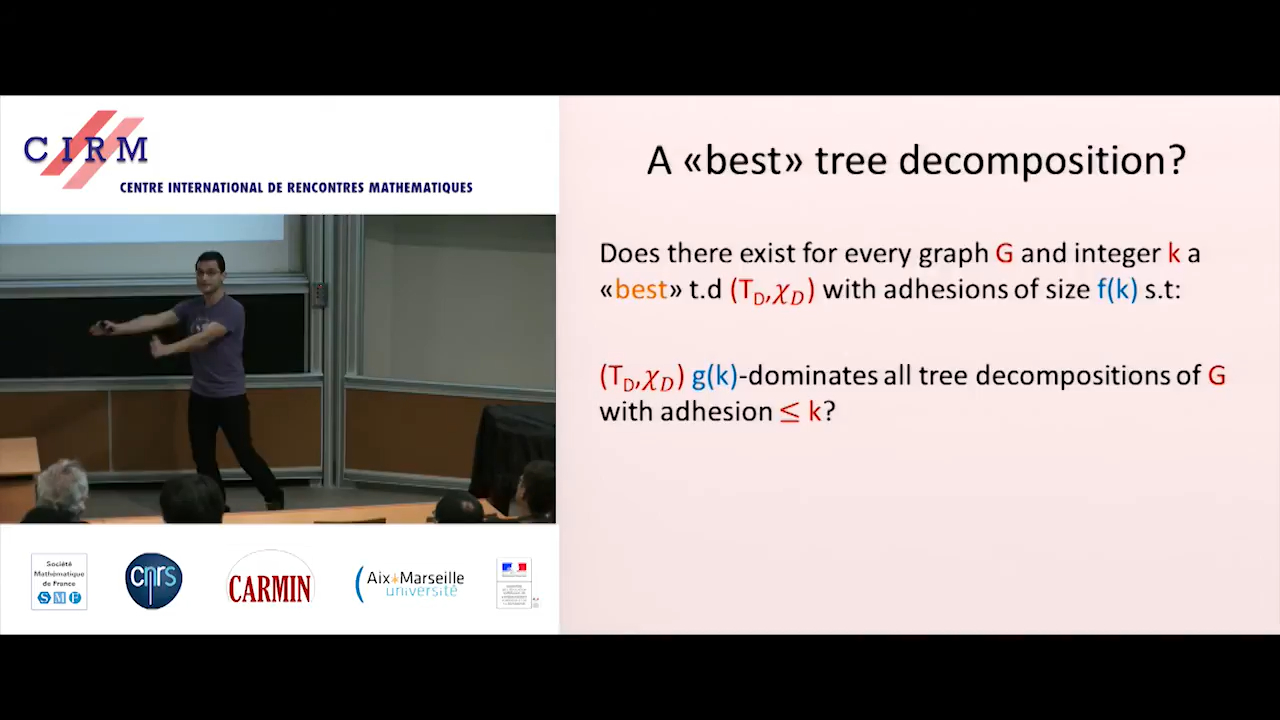 CIRM
CENTRE INTERNATIONAL DE RENCONTRES MATHEMATIQUES
A «best» tree decomposition?
Does there exist for every graph G and integer k a
«best» t.d (T_D,χ_D) with adhesions of size f(k) s.t:
(T_D,χ_D) g(k)-dominates all tree decompositions of G
with adhesion ≤ k?
Société
Mathématique
de France
SMF
cnrs
CARMIN
Aix*Marseille
université